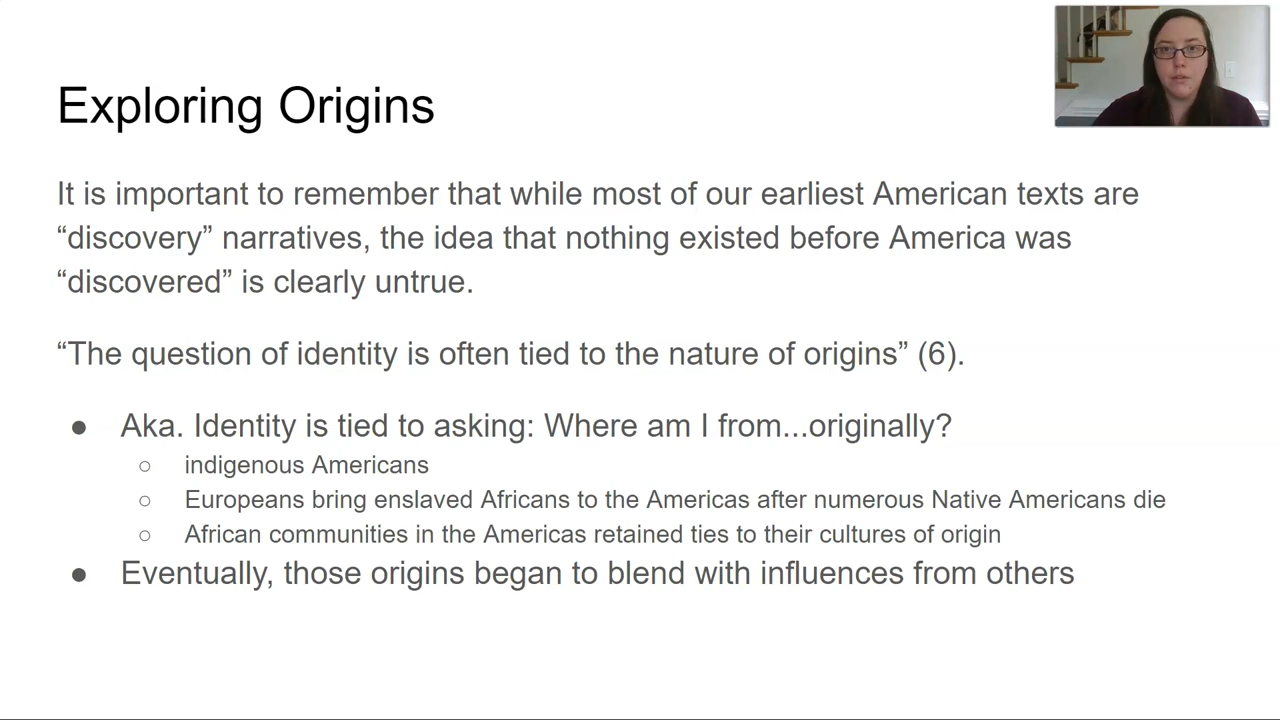 Exploring Origins
It is important to remember that while most of our earliest American texts are
“discovery” narratives, the idea that nothing existed before America was
“discovered” is clearly untrue.
“The question of identity is often tied to the nature of origins” (6).
● Aka. Identity is tied to asking: Where am I from...originally?
○ indigenous Americans
○ Europeans bring enslaved Africans to the Americas after numerous Native Americans die
○ African communities in the Americas retained ties to their cultures of origin
● Eventually, those origins began to blend with influences from others